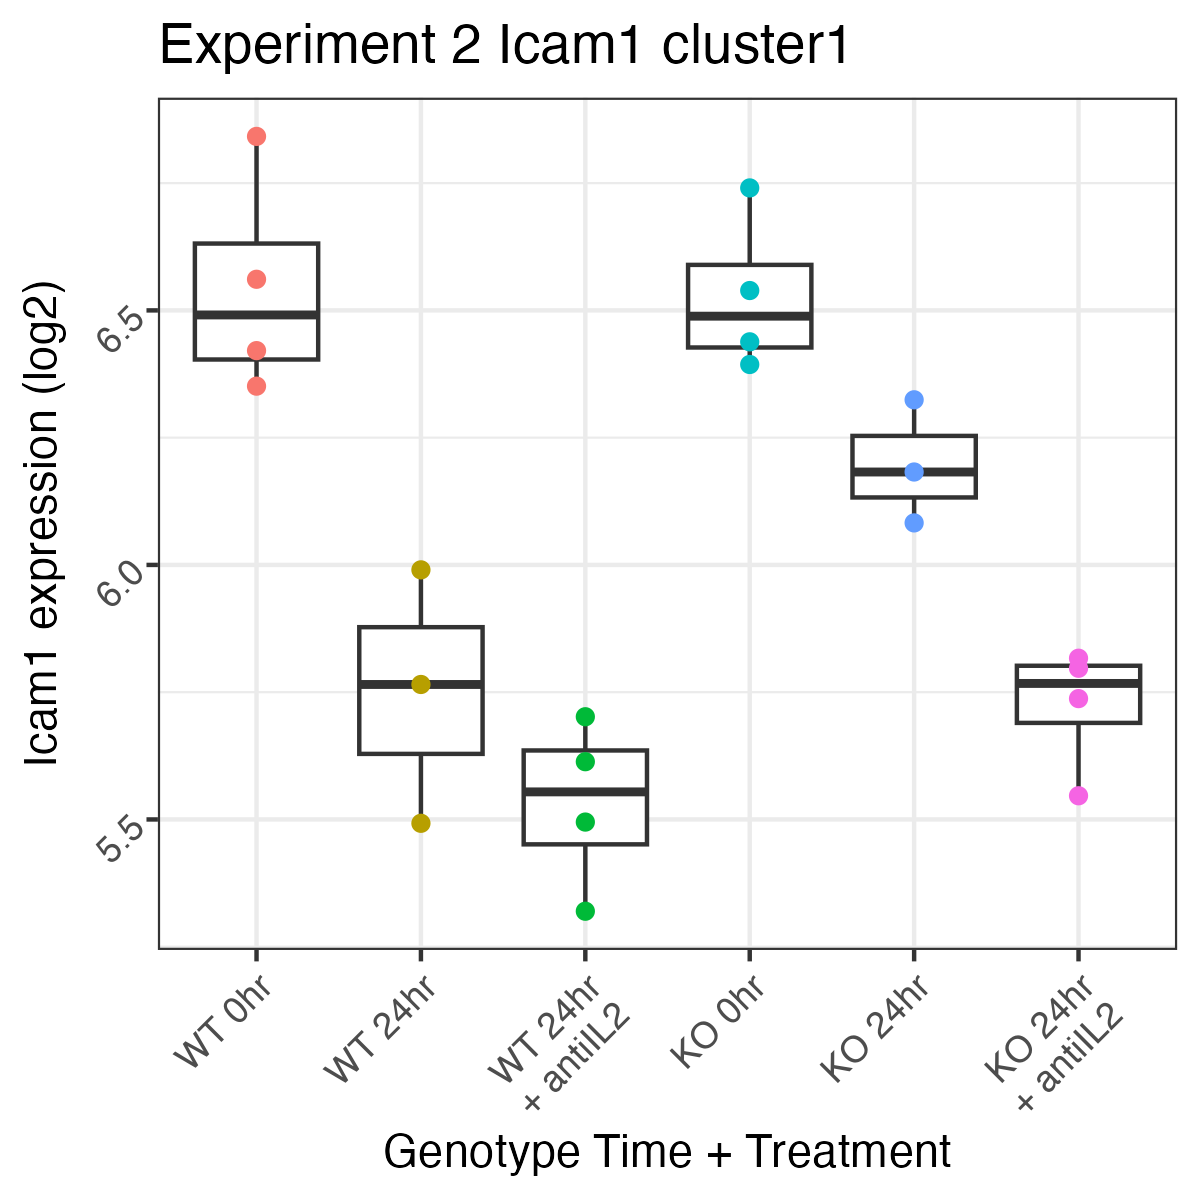 Experiment 2 Icam1 cluster1
Icam1 expression (log2)
6.5
6.0
5.5
WT 0hr
WT 24hr
WT 24hr
+ antiIL2
KO 0hr
KO 24hr
KO 24hr
+ antiIL2
Genotype Time + Treatment